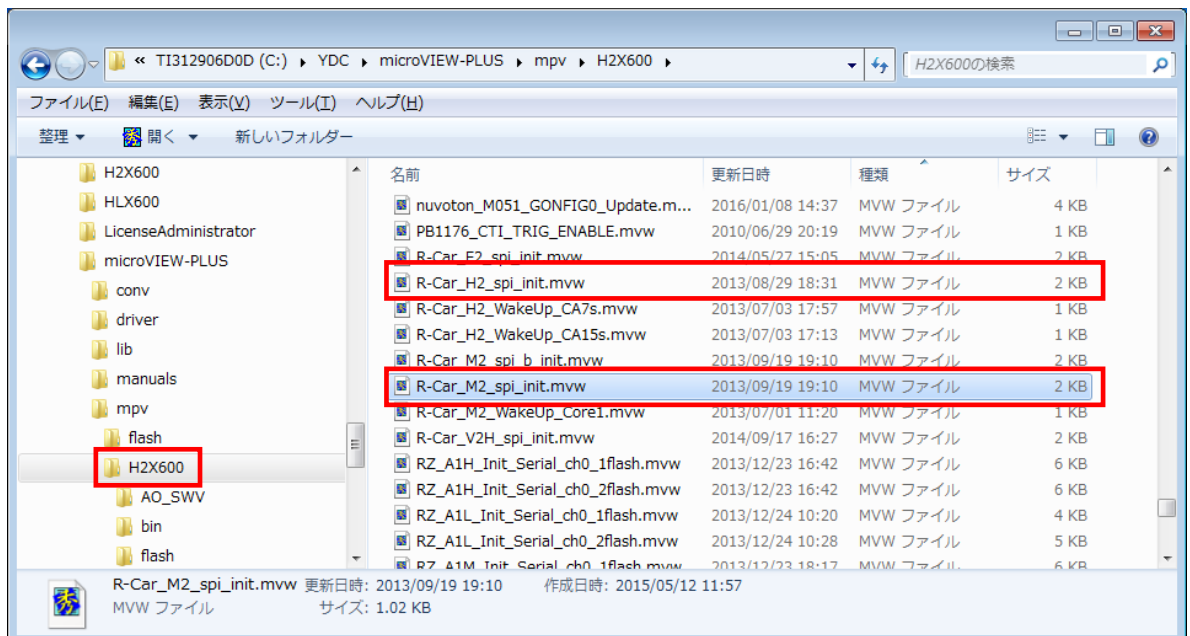 « TI312906D0D (C:) ▸ YDC ▸ microVIEW-PLUS ▸ mpv ▸ H2X600 ▸
H2X600の検索
ファイル(F) 編集(E) 表示(V) ツール(T) ヘルプ(H)
整理 開く 新しいフォルダー
H2X600
HLX600
LicenseAdministrator
microVIEW-PLUS
conv
driver
lib
manuals
mpv
flash
H2X600
AO_SWV
bin
flash
名前 更新日時 種類 サイズ
nuvoton_M051_GONFIG0_Update.m... 2016/01/08 14:37 MVW ファイル 4 KB
PB1176_CTI_TRIG_ENABLE.mvw 2010/06/29 20:19 MVW ファイル 1 KB
R-Car_E2_spi_init.mvw 2014/05/27 15:05 MVW ファイル 2 KB
R-Car_H2_spi_init.mvw 2013/08/29 18:31 MVW ファイル 2 KB
R-Car_H2_WakeUp_CA7s.mvw 2013/07/03 17:57 MVW ファイル 1 KB
R-Car_H2_WakeUp_CA15s.mvw 2013/07/03 17:13 MVW ファイル 1 KB
R-Car_M2_spi_b_init.mvw 2013/09/19 19:10 MVW ファイル 2 KB
R-Car_M2_spi_init.mvw 2013/09/19 19:10 MVW ファイル 2 KB
R-Car_M2_WakeUp_Core1.mvw 2013/07/01 11:20 MVW ファイル 1 KB
R-Car_V2H_spi_init.mvw 2014/09/17 16:27 MVW ファイル 2 KB
RZ_A1H_Init_Serial_ch0_1flash.mvw 2013/12/23 16:42 MVW ファイル 6 KB
RZ_A1H_Init_Serial_ch0_2flash.mvw 2013/12/23 16:42 MVW ファイル 6 KB
RZ_A1L_Init_Serial_ch0_1flash.mvw 2013/12/24 10:20 MVW ファイル 4 KB
RZ_A1L_Init_Serial_ch0_2flash.mvw 2013/12/24 10:28 MVW ファイル 5 KB
RZ_A1M_Init_Serial_ch0_1flash.mvw 2013/12/23 18:17 MVW ファイル 6 KB
R-Car_M2_spi_init.mvw 更新日時: 2013/09/19 19:10 作成日時: 2015/05/12 11:57
MVW ファイル サイズ: 1.02 KB